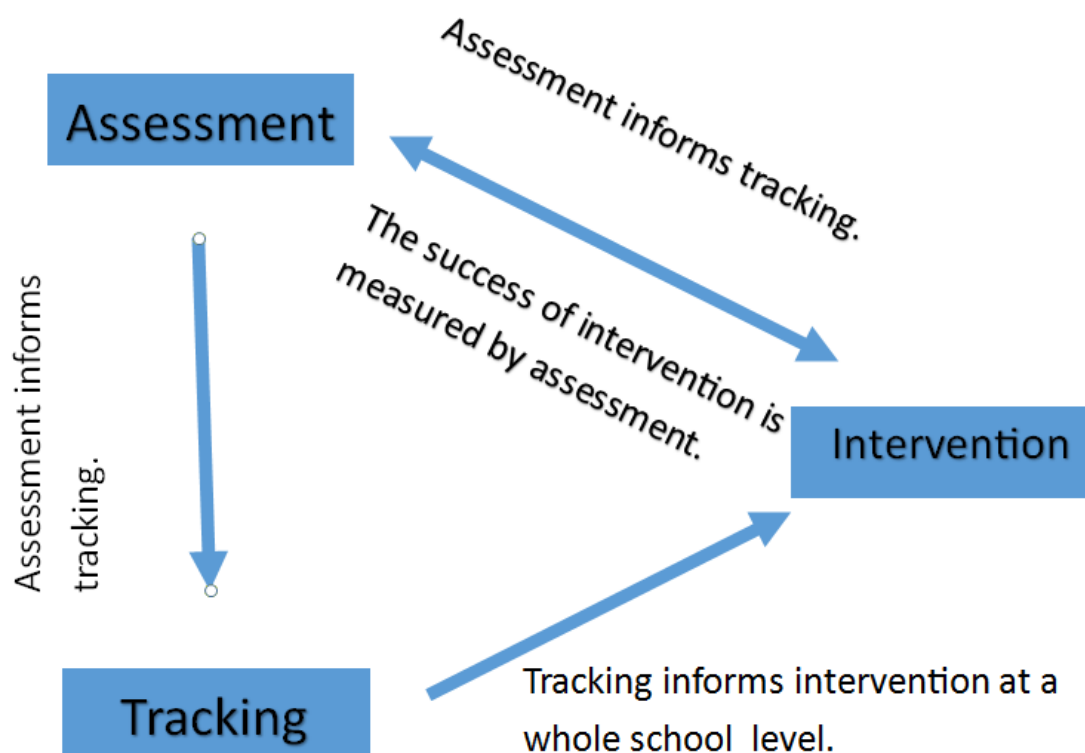 Assessment
Assessment informs tracking.
The success of intervention is
measured by assessment.
Assessment informs
tracking.
Intervention
Tracking
Tracking informs intervention at a
whole school level.